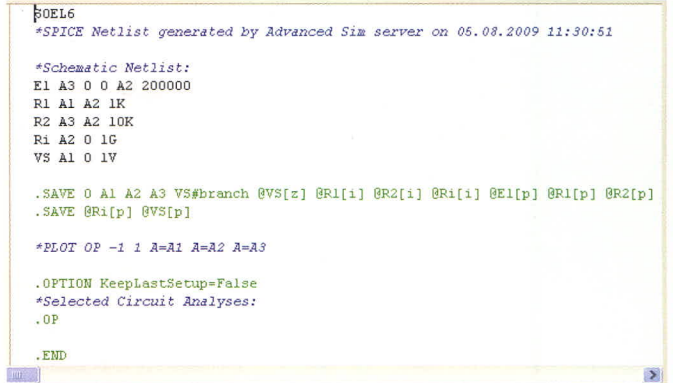 SOEL6
*SPICE Netlist generated by Advanced Sim server on 05.08.2009 11:30:51
*Schematic Netlist:
E1 A3 0 0 A2 200000
R1 A1 A2 1K
R2 A3 A2 10K
Ri A2 0 1G
VS A1 0 1V
.SAVE 0 A1 A2 A3 VS#branch @VS[z] @R1[i] @R2[i] @Ri[i] @E1[p] @R1[p] @R2[p]
.SAVE @Ri[p] @VS[p]
*PLOT OP -1 1 A=A1 A=A2 A=A3
.OPTION KeepLastSetup=False
*Selected Circuit Analyses:
.OP
.END